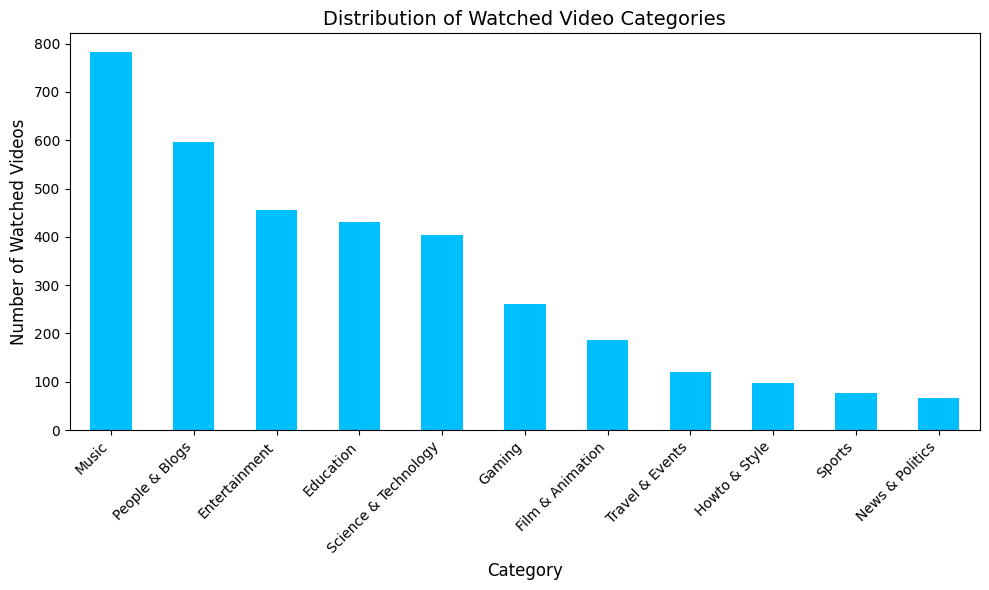 Distribution of Watched Video Categories
Number of Watched Videos
800
700
600
500
400
300
200
100
0
Music
People & Blogs
Entertainment
Education
Science & Technology
Gaming
Film & Animation
Travel & Events
Howto & Style
Sports
News & Politics
Category